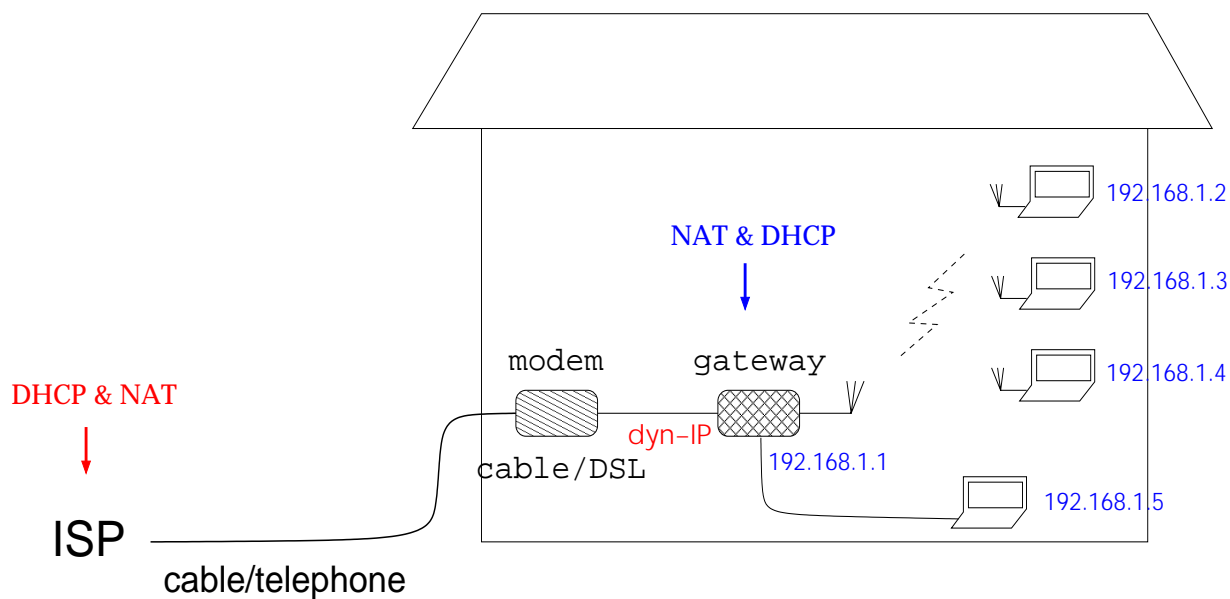 192.168.1.2
NAT & DHCP
192.168.1.3
modem
gateway
192.168.1.4
DHCP & NAT
dyn-IP
192.168.1.1
cable/DSL
192.168.1.5
ISP
cable/telephone